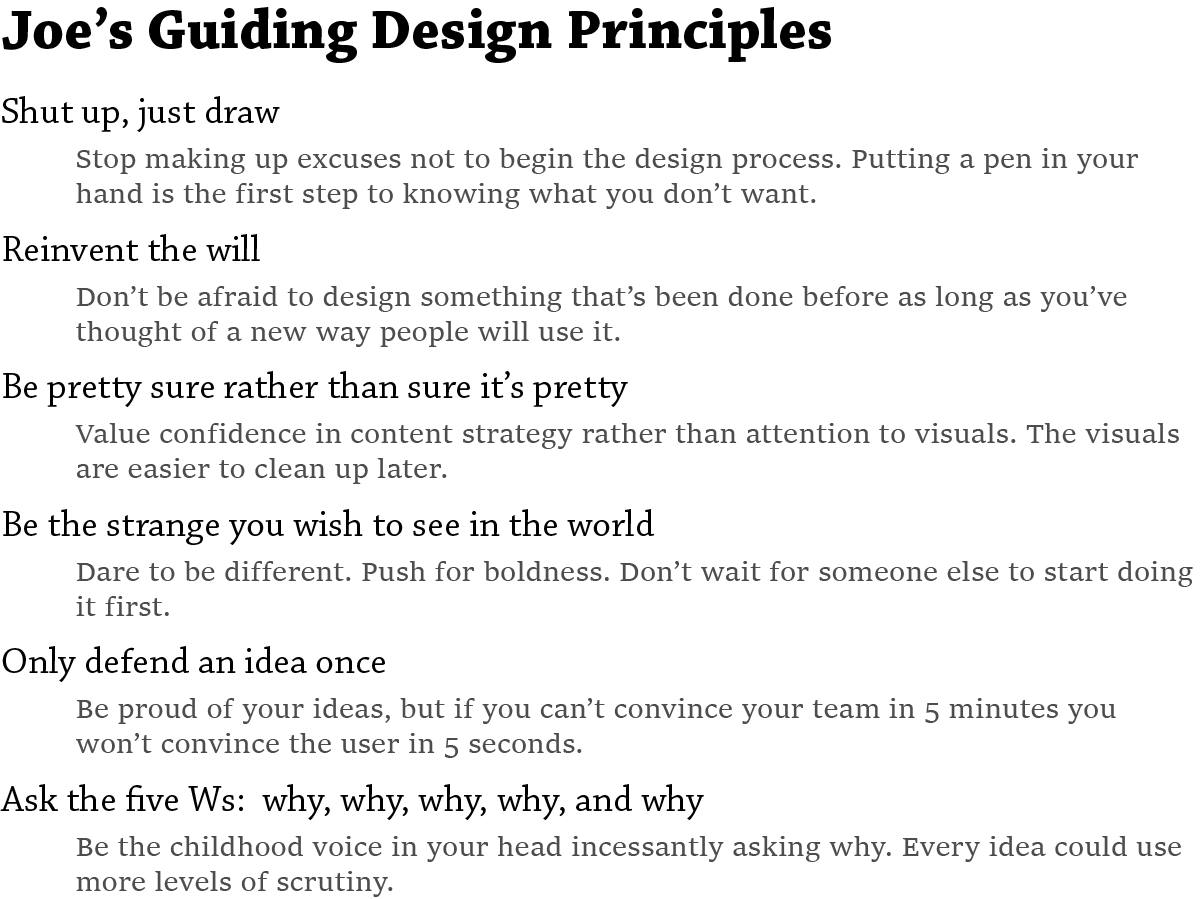 Joe’s Guiding Design Principles
Shut up, just draw
Stop making up excuses not to begin the design process. Putting a pen in your
hand is the first step to knowing what you don’t want.
Reinvent the will
Don’t be afraid to design something that’s been done before as long as you’ve
thought of a new way people will use it.
Be pretty sure rather than sure it’s pretty
Value confidence in content strategy rather than attention to visuals. The visuals
are easier to clean up later.
Be the strange you wish to see in the world
Dare to be different. Push for boldness. Don’t wait for someone else to start doing
it first.
Only defend an idea once
Be proud of your ideas, but if you can’t convince your team in 5 minutes you
won’t convince the user in 5 seconds.
Ask the five Ws:  why, why, why, why, and why
Be the childhood voice in your head incessantly asking why. Every idea could use
more levels of scrutiny.